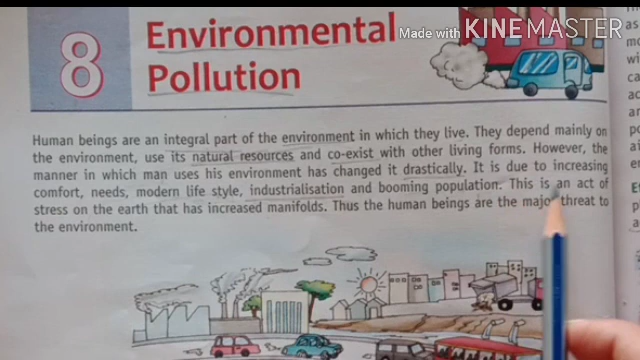 8
Environmental
Pollution
Made with KINEMASTER
Human beings are an integral part of the environment in which they live. They depend mainly on
the environment, use its natural resources and co-exist with other living forms. However, the
manner in which man uses his environment has changed it drastically. It is due to increasing
comfort, needs, modern life style, industrialisation and booming population. This is an act of
stress on the earth that has increased manifolds. Thus the human beings are the major threat to
the environment.